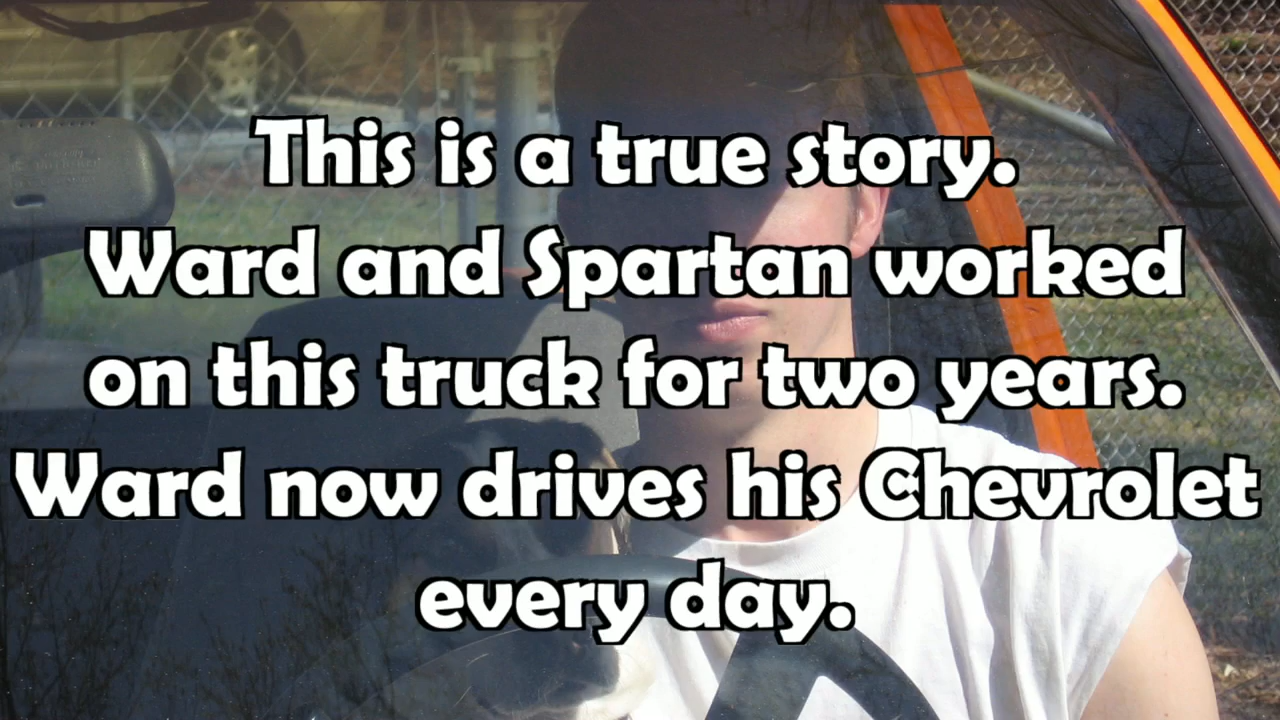 This is a true story.
Ward and Spartan worked
on this truck for two years.
Ward now drives his Chevrolet
every day.